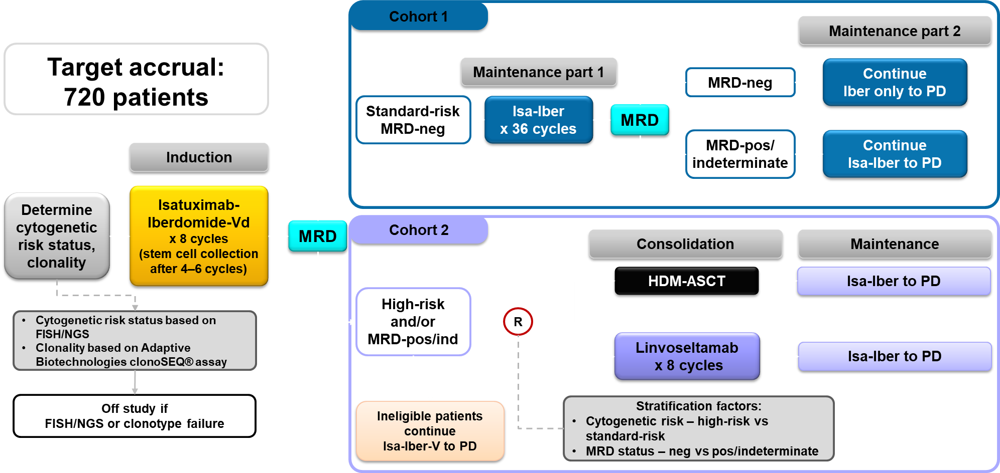 Target accrual:
720 patients
Induction
Determine
cytogenetic
risk status,
clonality
Isatuximab-
Iberdomide-Vd
x 8 cycles
(stem cell collection
after 4–6 cycles)
MRD
• Cytogenetic risk status based on
FISH/NGS
• Clonality based on Adaptive
Biotechnologies clonoSEQ® assay
Off study if
FISH/NGS or clonotype failure
Cohort 1
Maintenance part 1
Maintenance part 2
Standard-risk
MRD-neg
Isa-Iber
x 36 cycles
MRD
MRD-neg
Continue
Iber only to PD
MRD-pos/
indeterminate
Continue
Isa-Iber to PD
Cohort 2
Consolidation
Maintenance
High-risk
and/or
MRD-pos/ind
R
HDM-ASCT
Isa-Iber to PD
Linvoseltamab
x 8 cycles
Isa-Iber to PD
Ineligible patients
continue
Isa-Iber-V to PD
Stratification factors:
• Cytogenetic risk – high-risk vs
standard-risk
• MRD status – neg vs pos/indeterminate